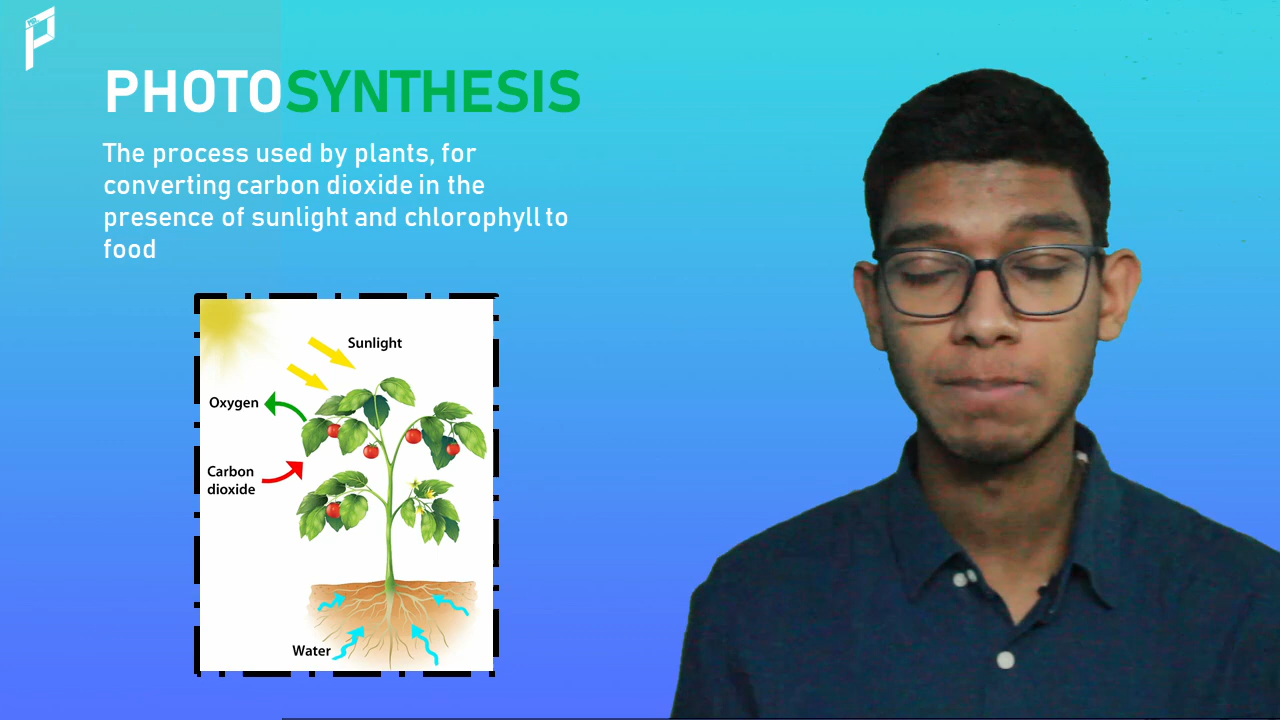 PHOTOSYNTHESIS
The process used by plants, for
converting carbon dioxide in the
presence of sunlight and chlorophyll to
food
Sunlight
Oxygen
Carbon
dioxide
Water